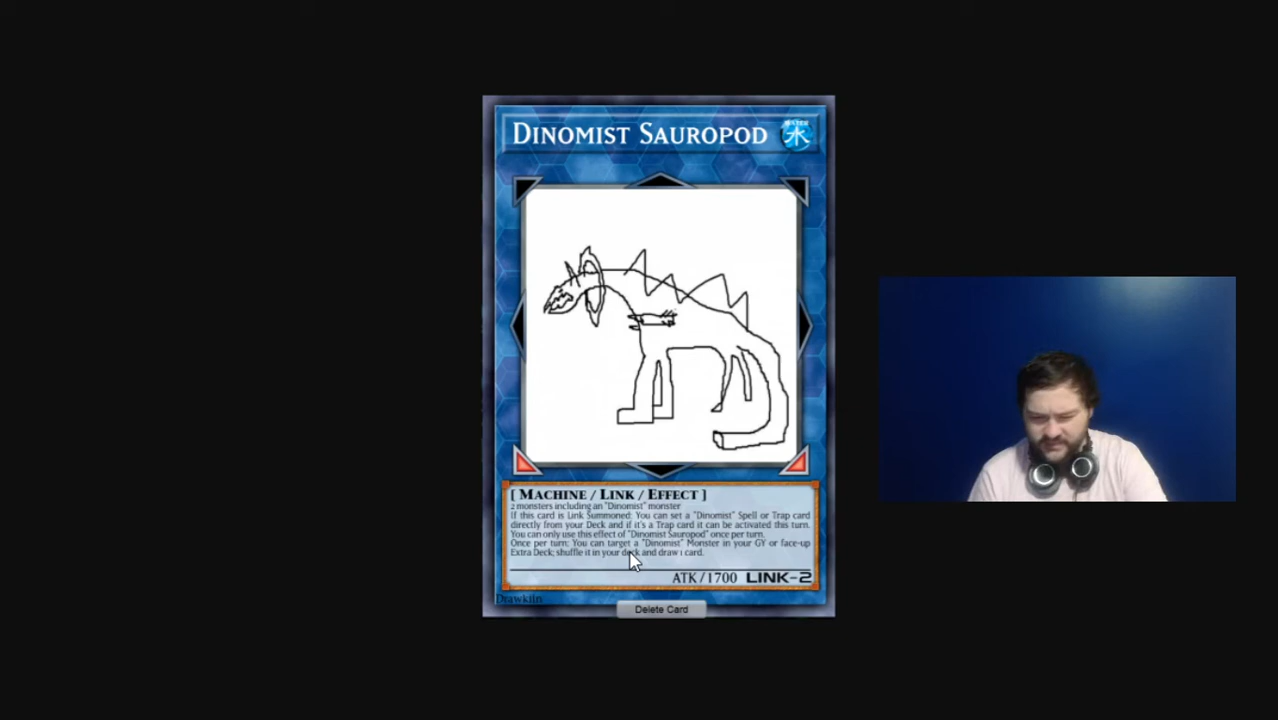 DINOMIST SAUROPOD
WATER
水
[ MACHINE / LINK / EFFECT ]
2 monsters including an "Dinomist" monster
If this card is Link Summoned: You can set a "Dinomist" Spell or Trap card
directly from your Deck and if it's a Trap card it can be activated this turn.
You can only use this effect of "Dinomist Sauropod" once per turn.
Once per turn: You can target a "Dinomist" Monster in your GY or face-up
Extra Deck; shuffle it in your deck and draw 1 card.
ATK/1700 LINK-2
Drawkiin
Delete Card